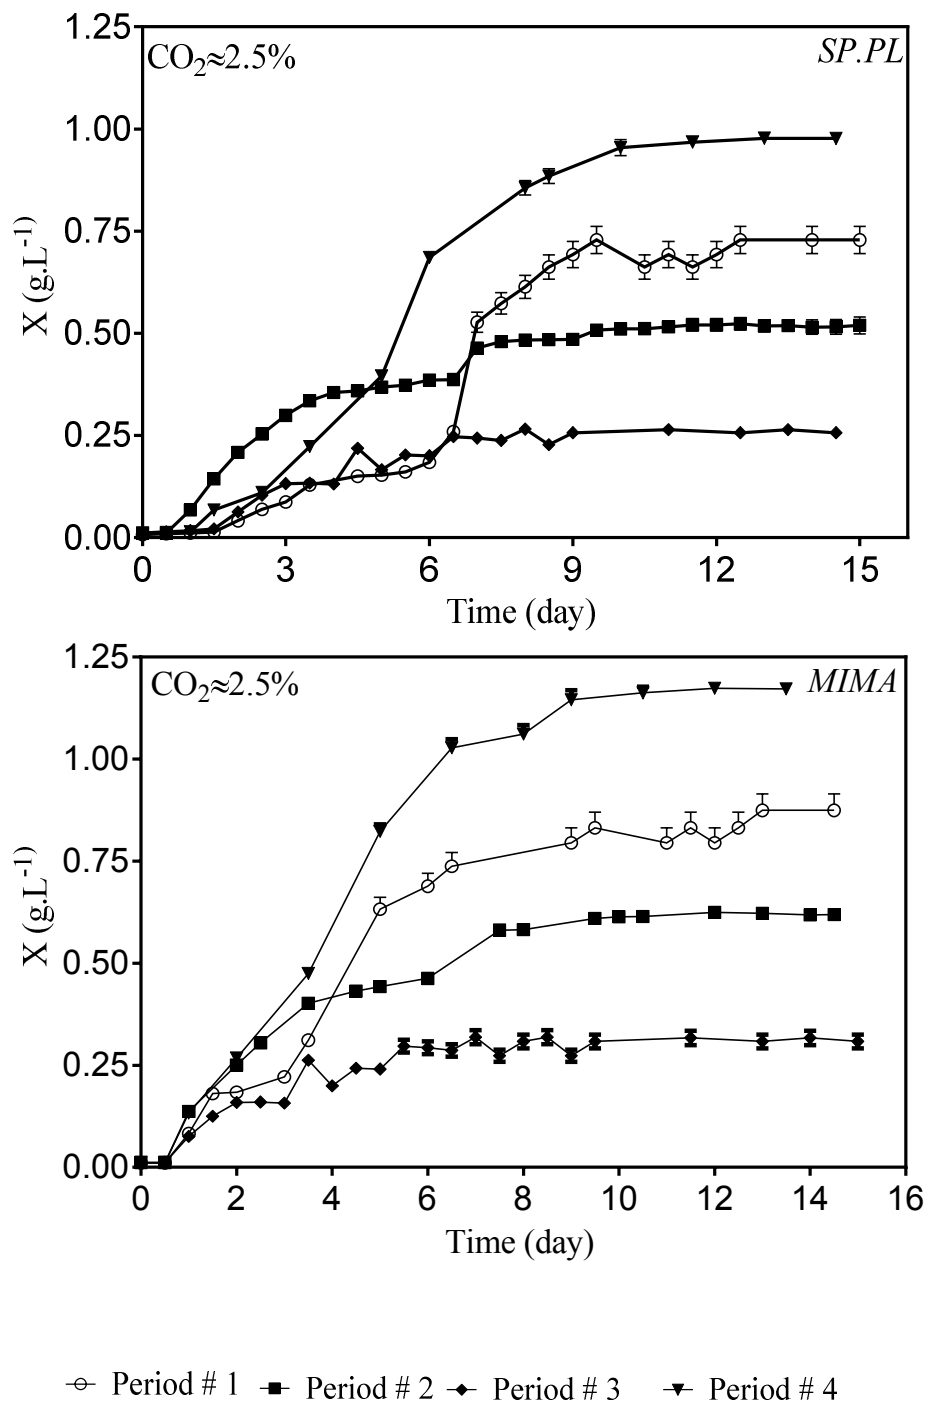 1.25
CO2≈2.5%
SP.PL
1.00
0.75
0.50
0.25
0.00
X (g.L-1)
0 3 6 9 12 15
Time (day)
1.25
CO2≈2.5%
MIMA
1.00
0.75
0.50
0.25
0.00
X (g.L-1)
0 2 4 6 8 10 12 14 16
Time (day)
Period # 1 Period # 2 Period # 3 Period # 4